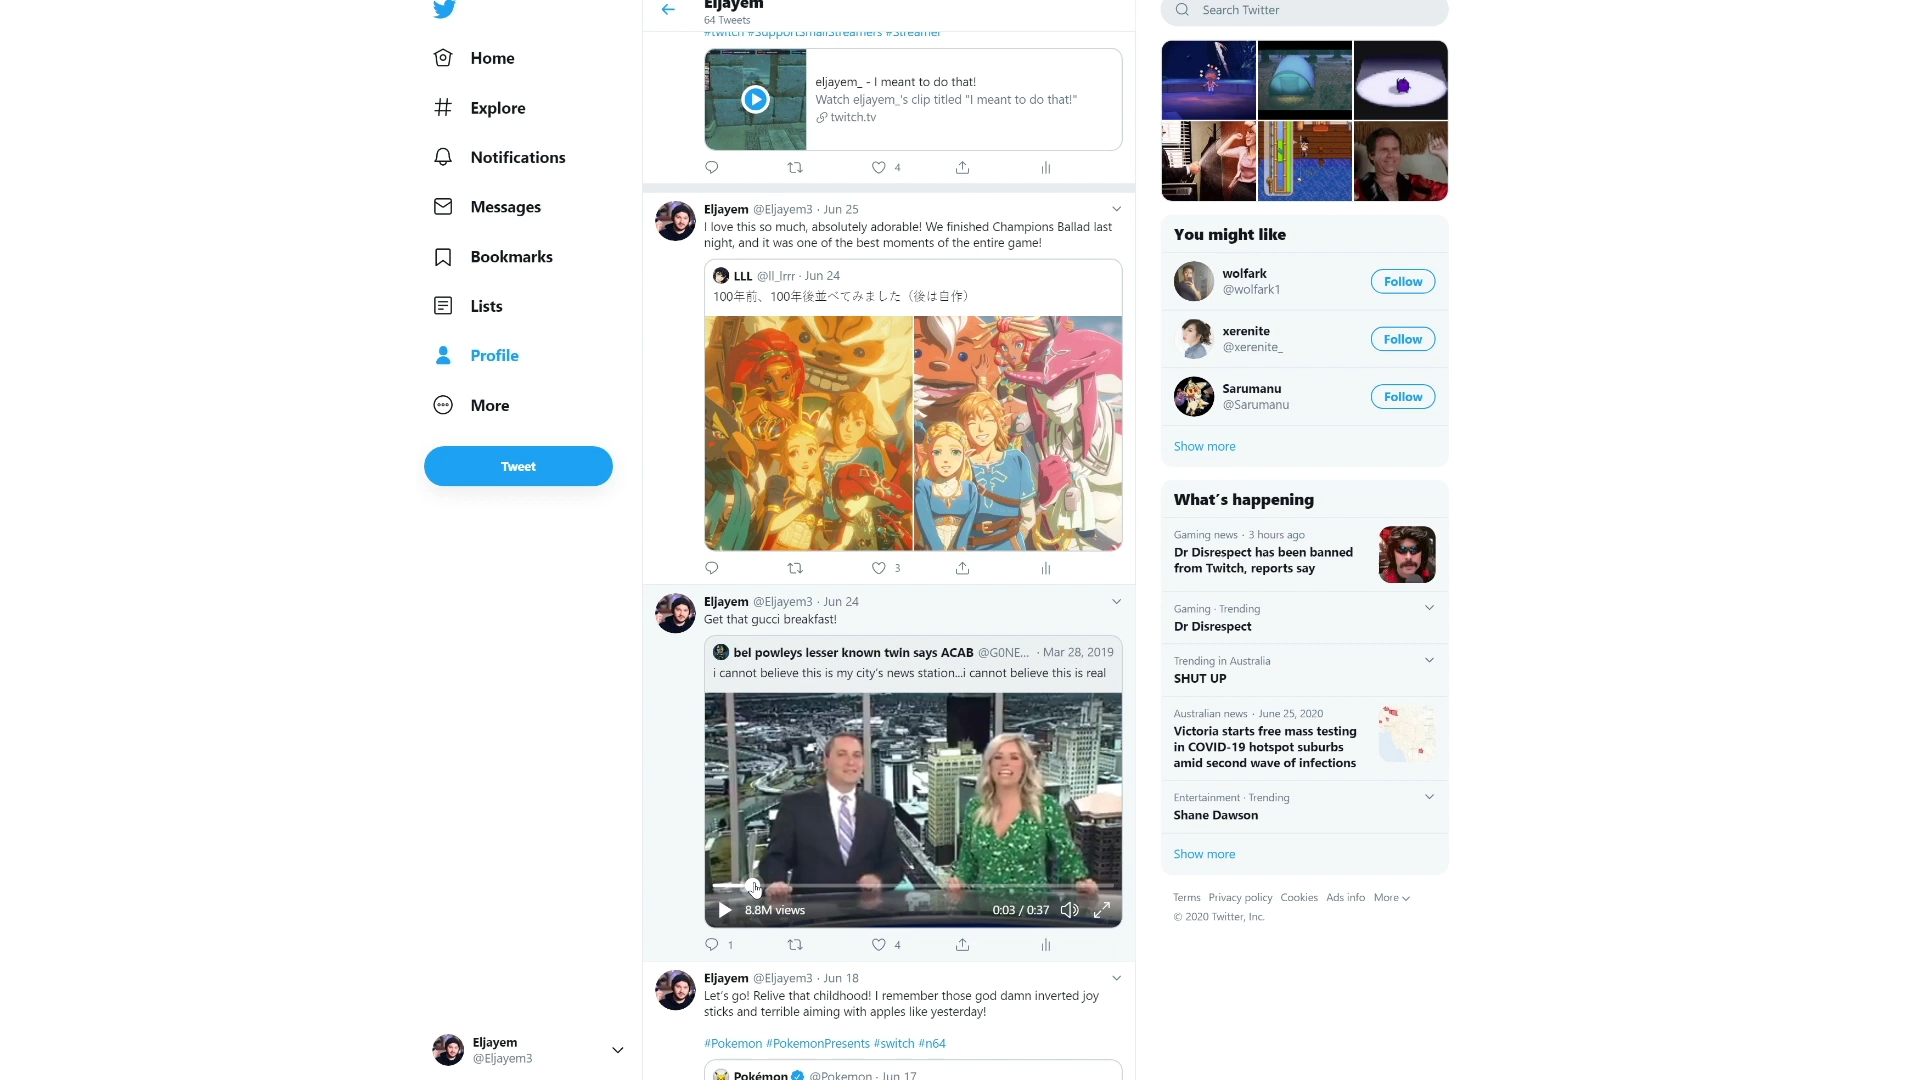 Home
Explore
Notifications
Messages
Bookmarks
Lists
Profile
More
Tweet
Eljayem
@Eljayem3
Eljayem
64 Tweets
#twitch #SupportSmallStreamers #Streamer
eljayem_ - I meant to do that!
Watch eljayem_'s clip titled "I meant to do that!"
twitch.tv
4
Eljayem @Eljayem3 · Jun 25
I love this so much, absolutely adorable! We finished Champions Ballad last
night, and it was one of the best moments of the entire game!
LLL @ll_lrrr · Jun 24
100年前、100年後並べてみました（後は自作）
3
Eljayem @Eljayem3 · Jun 24
Get that gucci breakfast!
bel powleys lesser known twin says ACAB @G0NE... · Mar 28, 2019
i cannot believe this is my city's news station...i cannot believe this is real
8.8M views
0:03 / 0:37
1
4
Eljayem @Eljayem3 · Jun 18
Let's go! Relive that childhood! I remember those god damn inverted joy
sticks and terrible aiming with apples like yesterday!
#Pokemon #PokemonPresents #switch #n64
Pokémon @Pokemon · Jun 17
Search Twitter
You might like
wolfark
@wolfark1
Follow
xerenite
@xerenite_
Follow
Sarumanu
@Sarumanu
Follow
Show more
What's happening
Gaming news · 3 hours ago
Dr Disrespect has been banned
from Twitch, reports say
Gaming · Trending
Dr Disrespect
Trending in Australia
SHUT UP
Australian news · June 25, 2020
Victoria starts free mass testing
in COVID-19 hotspot suburbs
amid second wave of infections
Entertainment · Trending
Shane Dawson
Show more
Terms Privacy policy Cookies Ads info More
© 2020 Twitter, Inc.